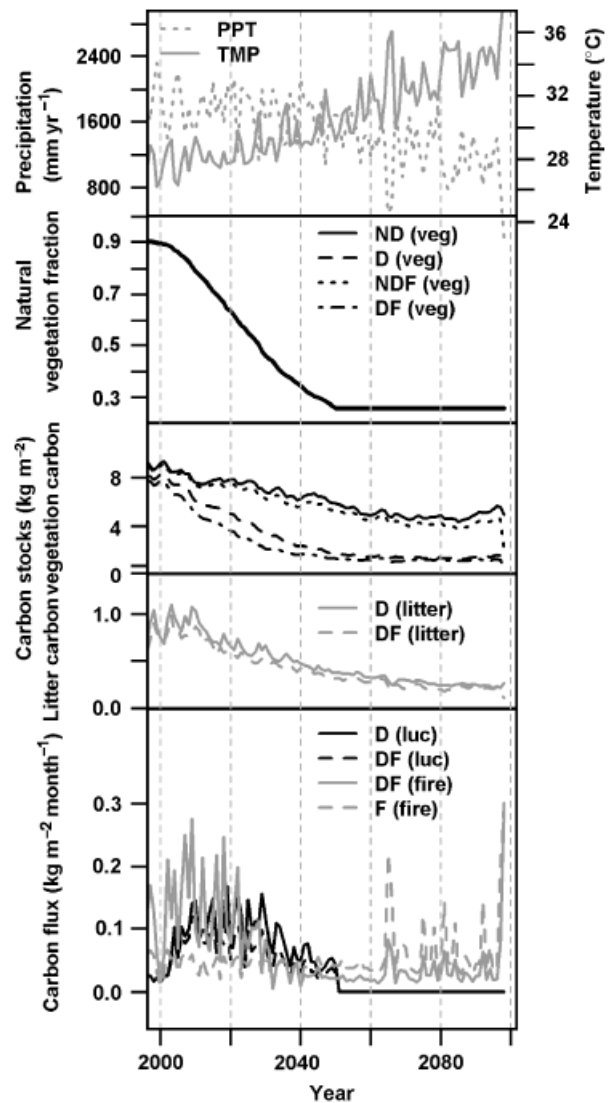 PPT
TMP
Precipitation
(mm yr−1)
2400
1600
800
36
32
28
24
Temperature (°C)
Natural
vegetation fraction
0.9
0.7
0.5
0.3
ND (veg)
D (veg)
NDF (veg)
DF (veg)
Carbon stocks (kg m−2)
Litter carbon vegetation carbon
8
4
0
1.0
0.0
D (litter)
DF (litter)
Carbon flux (kg m−2 month−1)
0.3
0.2
0.1
0.0
D (luc)
DF (luc)
DF (fire)
F (fire)
2000
2040
2080
Year